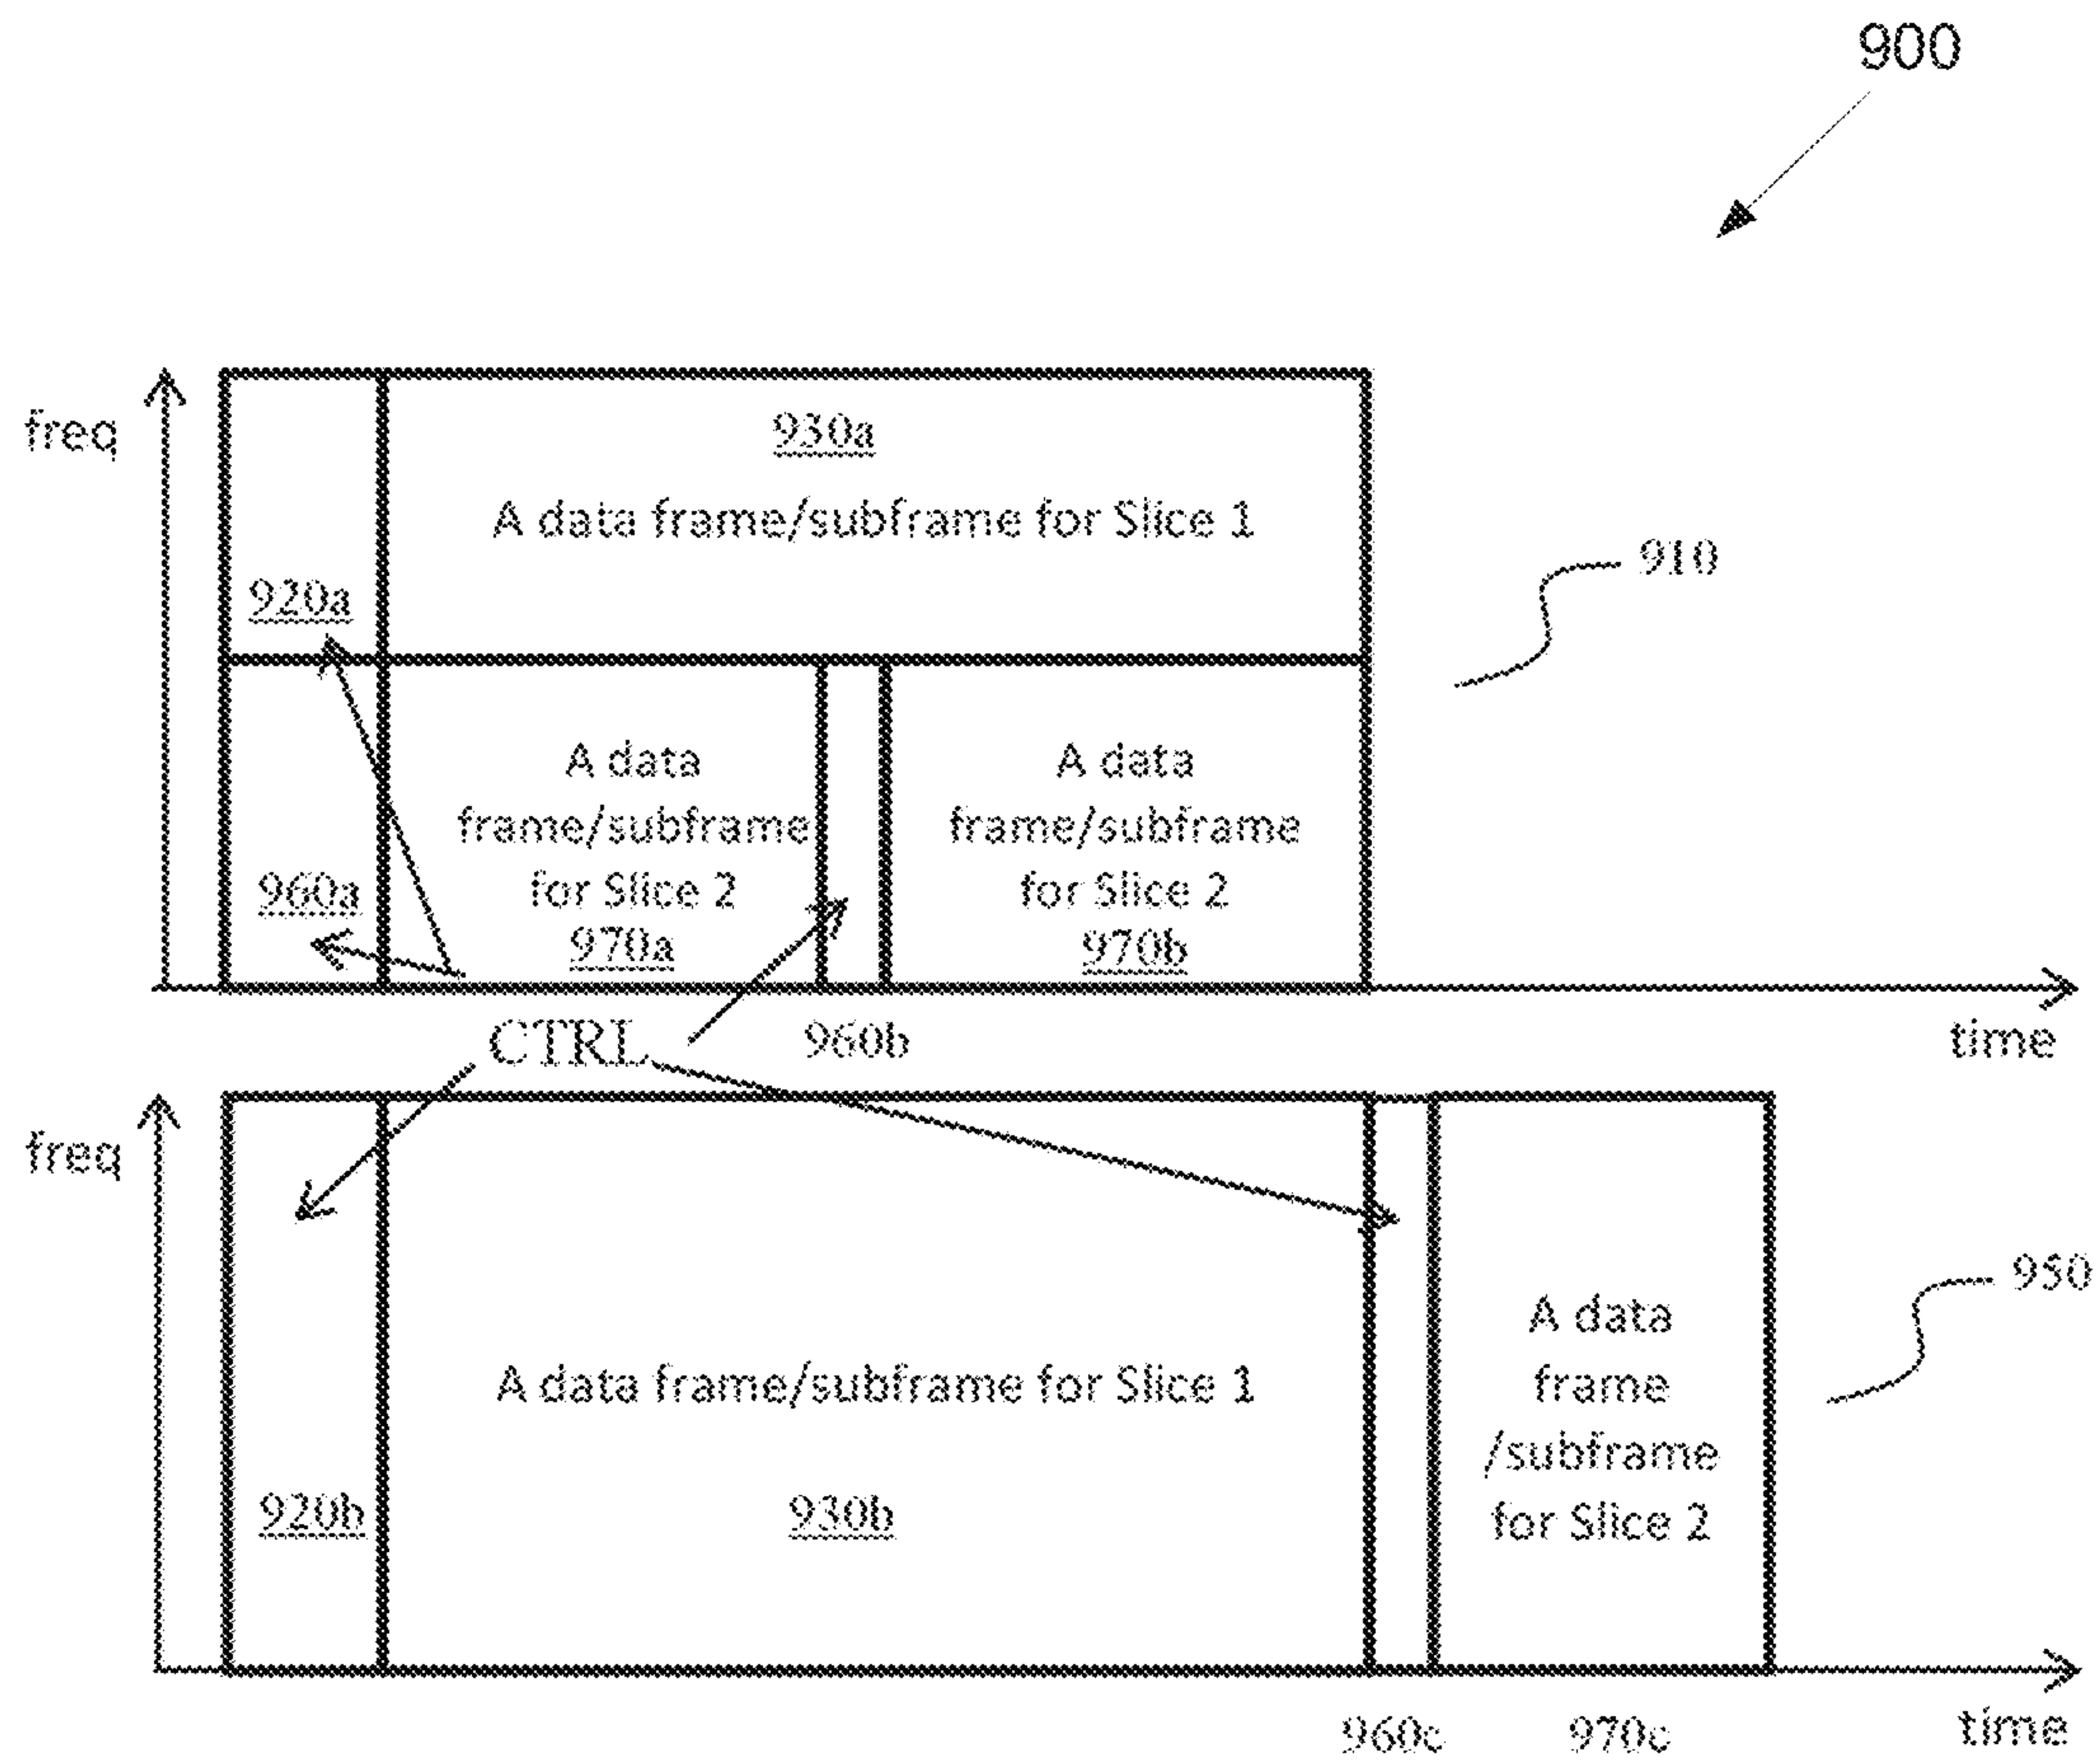 900
freq
930a
A data frame/subframe for Slice 1
910
920a
A data
frame/subframe
for Slice 2
970a
A data
frame/subframe
for Slice 2
970b
960a
CTRL
960b
time
freq
950
A data
frame
/subframe
for Slice 2
A data frame/subframe for Slice 1
920b
930b
960c
970c
time